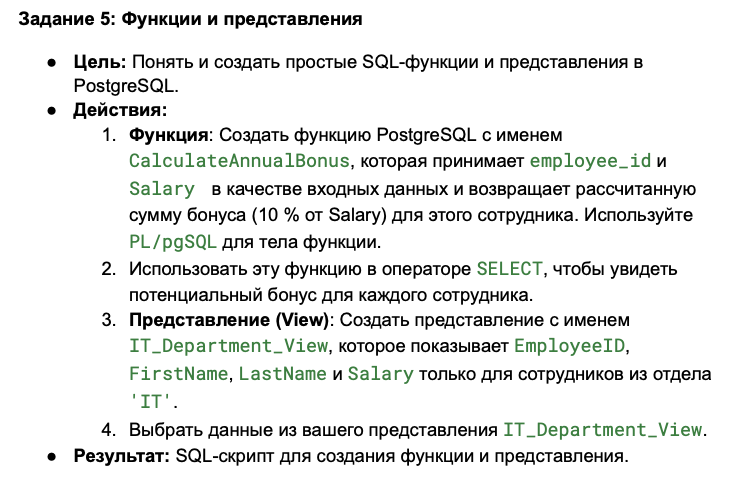 Задание 5: Функции и представления
● Цель: Понять и создать простые SQL-функции и представления в
PostgreSQL.
● Действия:
1. Функция: Создать функцию PostgreSQL с именем
CalculateAnnualBonus, которая принимает employee_id и
Salary в качестве входных данных и возвращает рассчитанную
сумму бонуса (10 % от Salary) для этого сотрудника. Используйте
PL/pgSQL для тела функции.
2. Использовать эту функцию в операторе SELECT, чтобы увидеть
потенциальный бонус для каждого сотрудника.
3. Представление (View): Создать представление с именем
IT_Department_View, которое показывает EmployeeID,
FirstName, LastName и Salary только для сотрудников из отдела
'IT'.
4. Выбрать данные из вашего представления IT_Department_View.
● Результат: SQL-скрипт для создания функции и представления.